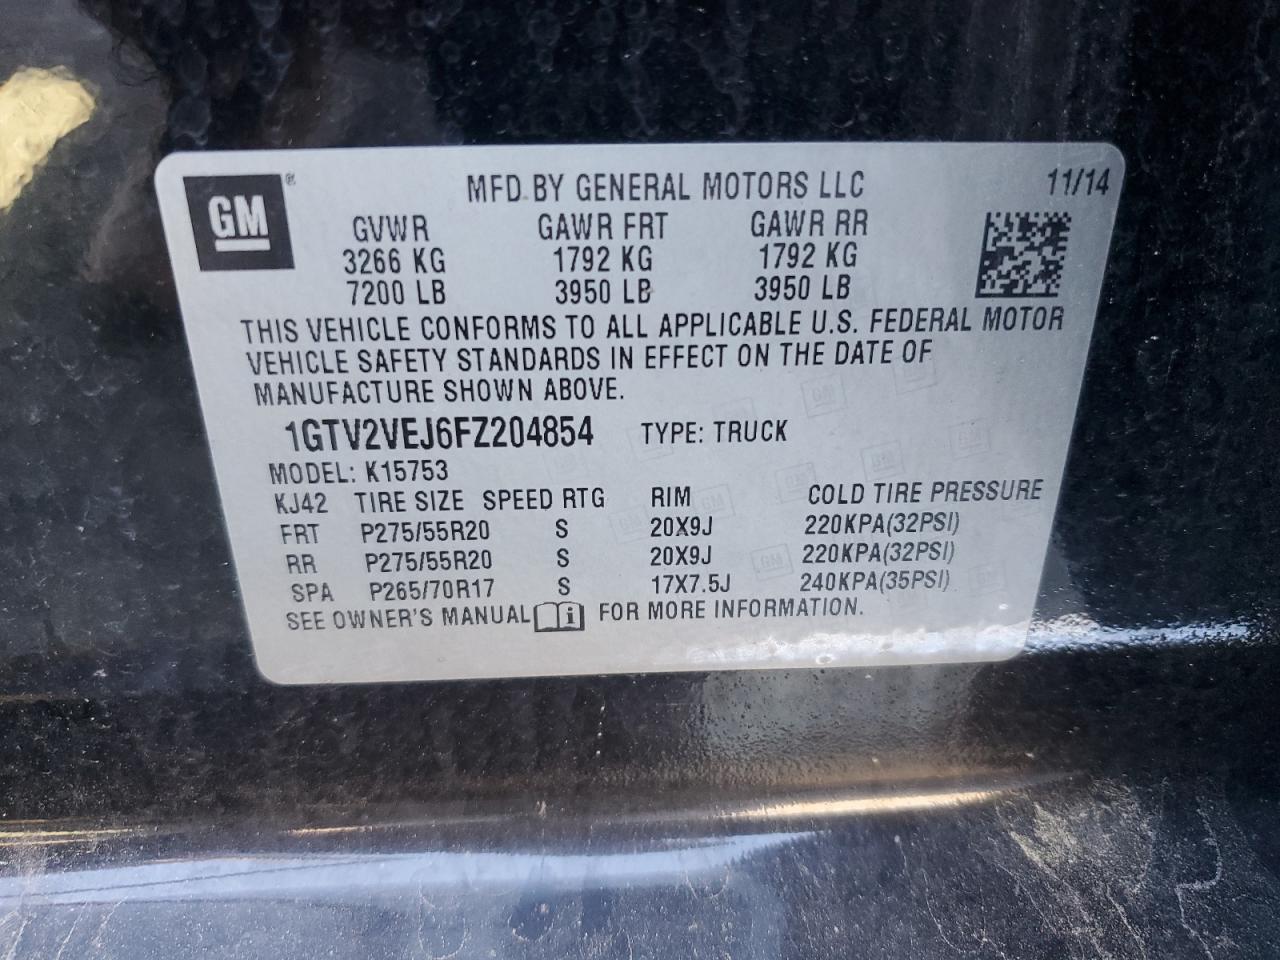 GM ® MFD BY GENERAL MOTORS LLC 11/14
GVWR GAWR FRT GAWR RR
3266 KG 1792 KG 1792 KG
7200 LB 3950 LB 3950 LB
THIS VEHICLE CONFORMS TO ALL APPLICABLE U.S. FEDERAL MOTOR
VEHICLE SAFETY STANDARDS IN EFFECT ON THE DATE OF
MANUFACTURE SHOWN ABOVE.
1GTV2VEJ6FZ204854 TYPE: TRUCK
MODEL: K15753
KJ42 TIRE SIZE SPEED RTG RIM COLD TIRE PRESSURE
FRT P275/55R20 S 20X9J 220KPA(32PSI)
RR P275/55R20 S 20X9J 220KPA(32PSI)
SPA P265/70R17 S 17X7.5J 240KPA(35PSI)
SEE OWNER'S MANUAL i FOR MORE INFORMATION.